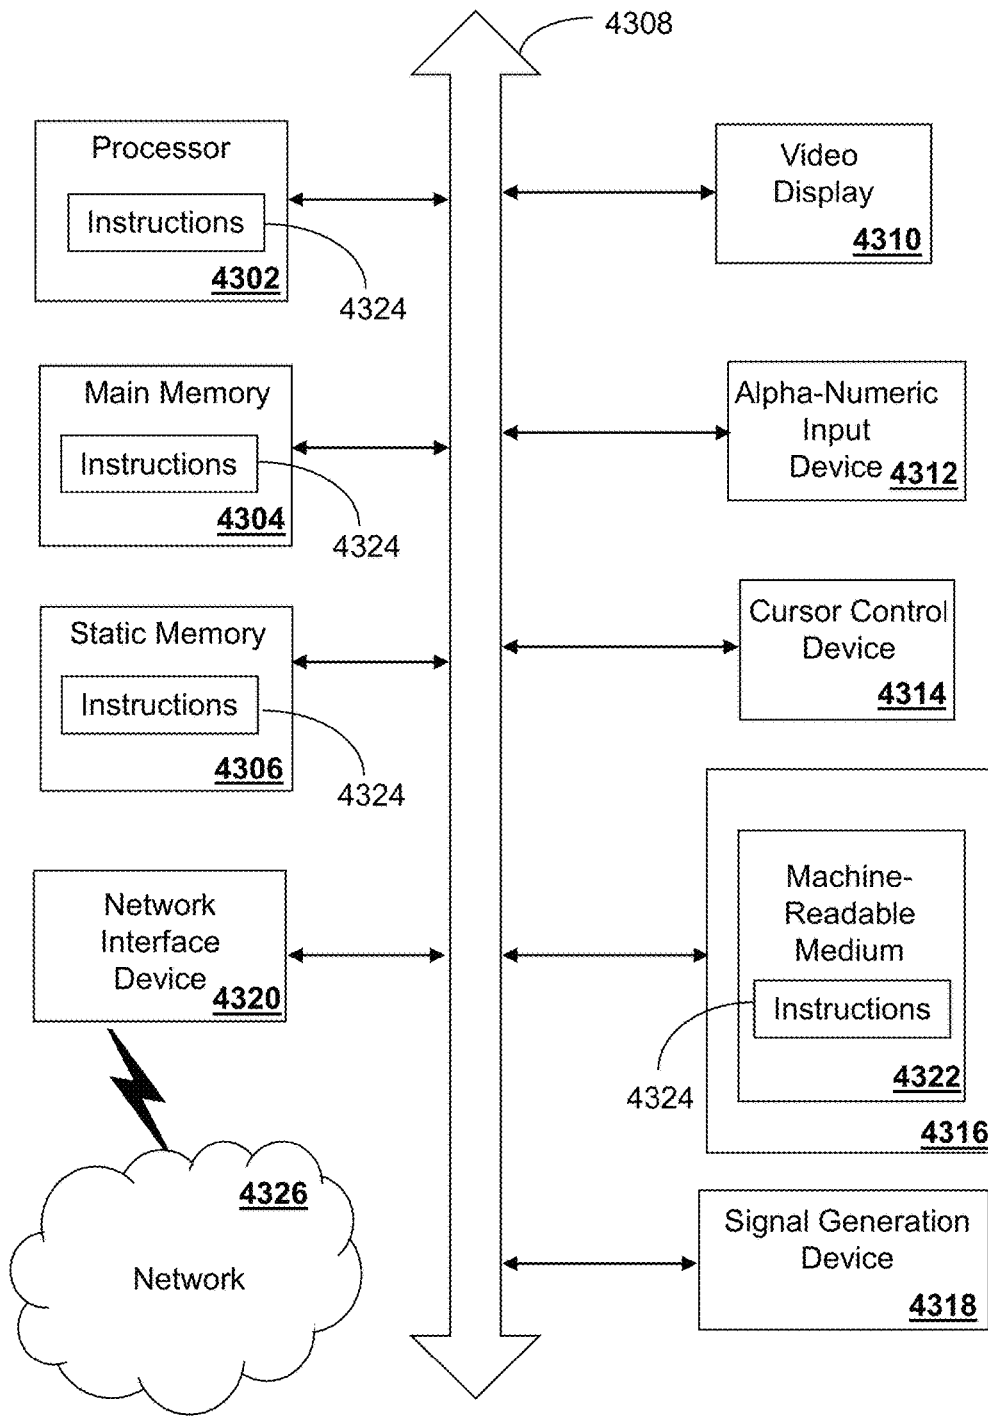 4308
Processor
Instructions
4302
4324
Main Memory
Instructions
4304
4324
Static Memory
Instructions
4306
4324
Network
Interface
Device
4320
4326
Network
Video
Display
4310
Alpha-Numeric
Input
Device
4312
Cursor Control
Device
4314
Machine-
Readable
Medium
Instructions
4322
4324
4316
Signal Generation
Device
4318